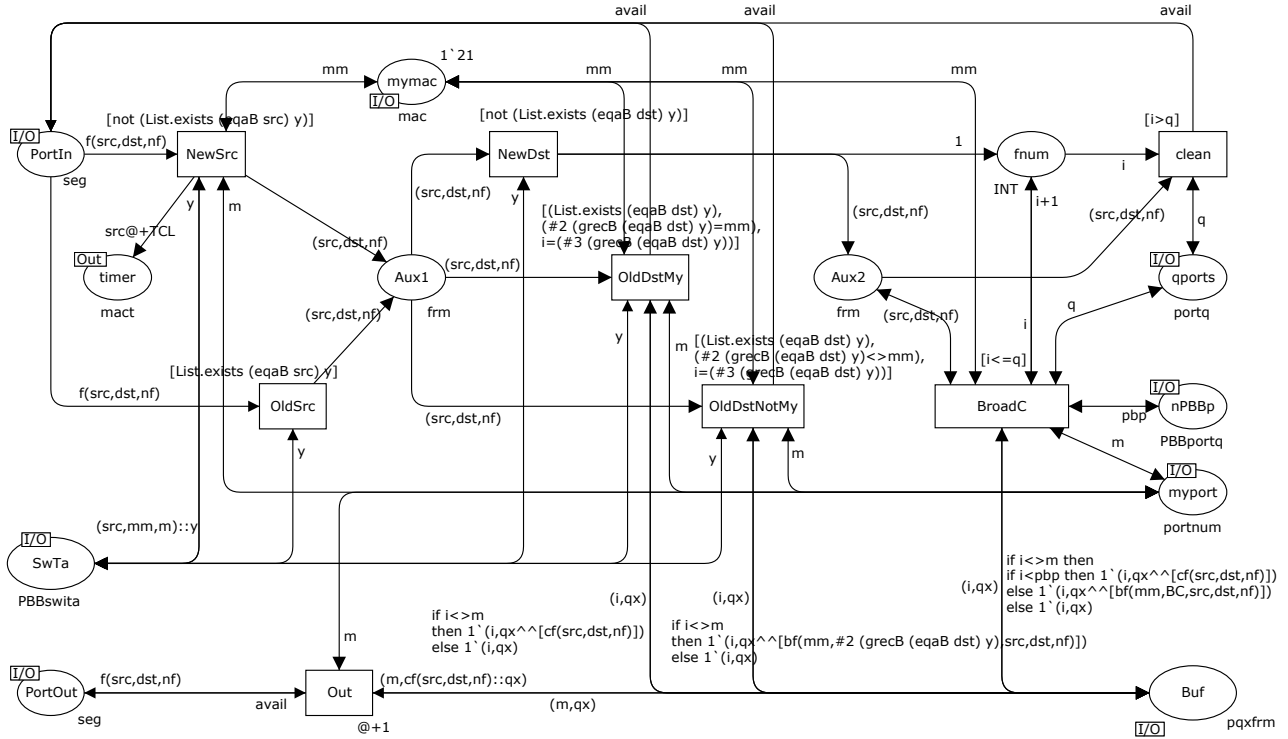 avail
avail
avail
1`21
mm
mymac
mm
mm
mm
I/O
mac
[not (List.exists (eqaB src) y)]
[not (List.exists (eqaB dst) y)]
[i>q]
I/O
PortIn
f(src,dst,nf)
NewSrc
NewDst
1
fnum
i
clean
seg
INT
y
m
(src,dst,nf)
y
i+1
q
[(List.exists (eqaB dst) y),
(#2 (grecB (eqaB dst) y)=mm),
i=(#3 (grecB (eqaB dst) y))]
(src,dst,nf)
(src,dst,nf)
src@+TCL
(src,dst,nf)
Out
timer
mact
Aux1
frm
(src,dst,nf)
OldDstMy
Aux2
frm
I/O
qports
portq
(src,dst,nf)
(src,dst,nf)
q
i
y
m
[(List.exists (eqaB dst) y),
(#2 (grecB (eqaB dst) y)<>mm),
i=(#3 (grecB (eqaB dst) y))]
[i<=q]
[List.exists (eqaB src) y]
f(src,dst,nf)
OldSrc
(src,dst,nf)
OldDstNotMy
BroadC
pbp
I/O
nPBBp
PBBportq
y
y
m
m
I/O
myport
portnum
(src,mm,m)::y
I/O
SwTa
PBBswita
if i<>m then
if i<pbp then 1`(i,qx^^[cf(src,dst,nf)])
else 1`(i,qx^^[bf(mm,BC,src,dst,nf)])
else 1`(i,qx)
(i,qx)
(i,qx)
(i,qx)
if i<>m
then 1`(i,qx^^[cf(src,dst,nf)])
else 1`(i,qx)
if i<>m
then 1`(i,qx^^[bf(mm,#2 (grecB (eqaB dst) y),src,dst,nf)])
else 1`(i,qx)
m
I/O
PortOut
seg
f(src,dst,nf)
avail
Out
@+1
(m,cf(src,dst,nf)::qx)
(m,qx)
Buf
I/O
pqxfrm